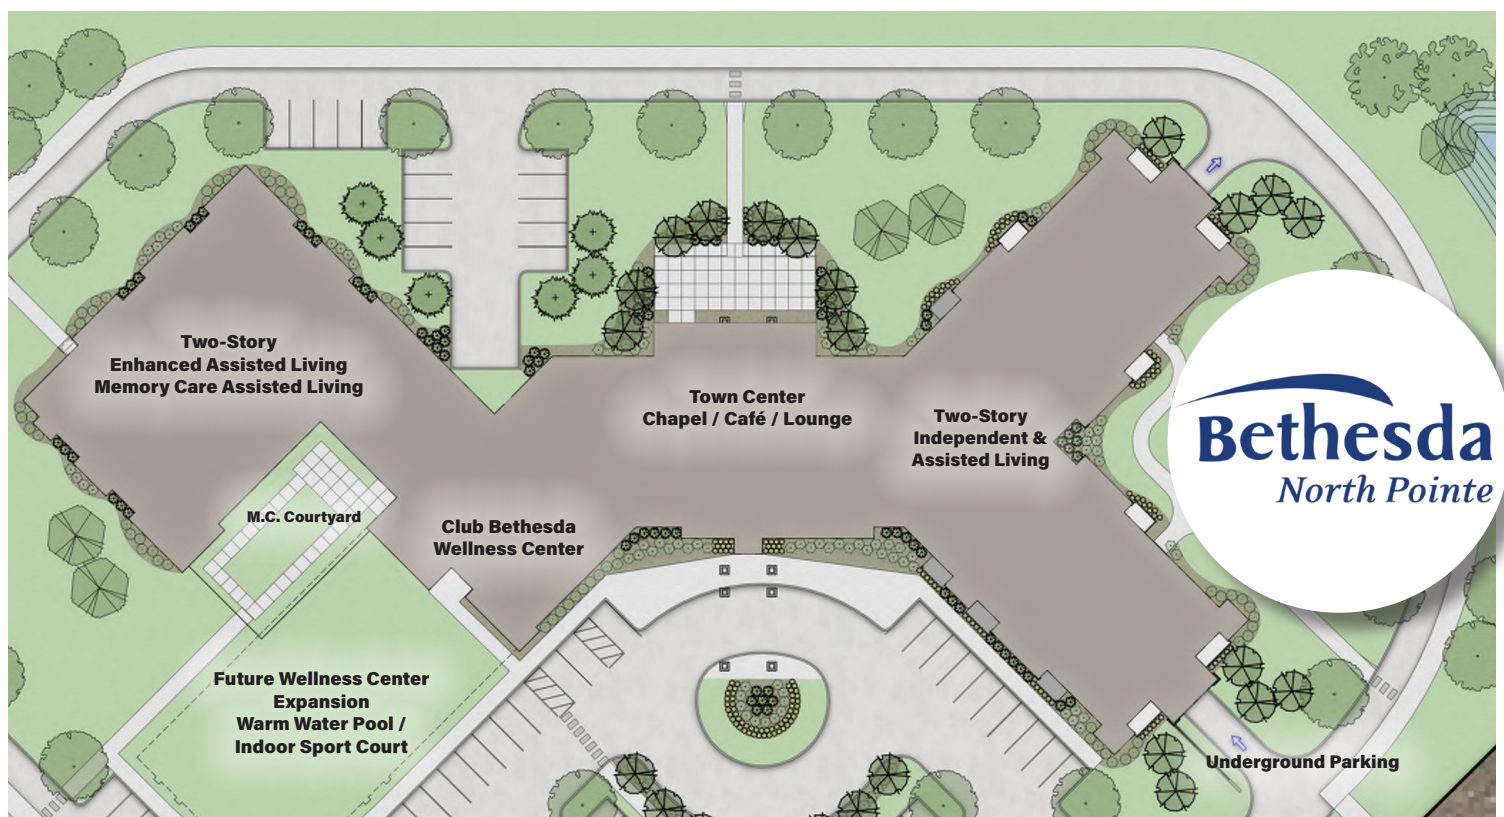 Two-Story
Enhanced Assisted Living
Memory Care Assisted Living
Town Center
Chapel / Café / Lounge
Two-Story
Independent &
Assisted Living
Bethesda
North Pointe
M.C. Courtyard
Club Bethesda
Wellness Center
Future Wellness Center
Expansion
Warm Water Pool /
Indoor Sport Court
Underground Parking